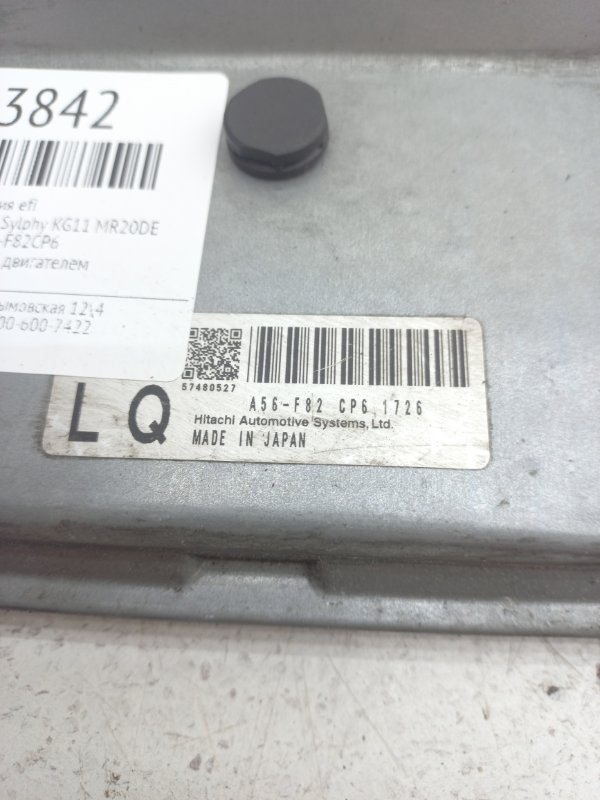 3842
ия efi
Sylphy KG11 MR20DE
-F82CP6
двигателем
ымовская 12\4
00-600-7422
57480527
A56-F82 CP6 1726
Hitachi Automotive Systems, Ltd.
MADE IN JAPAN
L Q